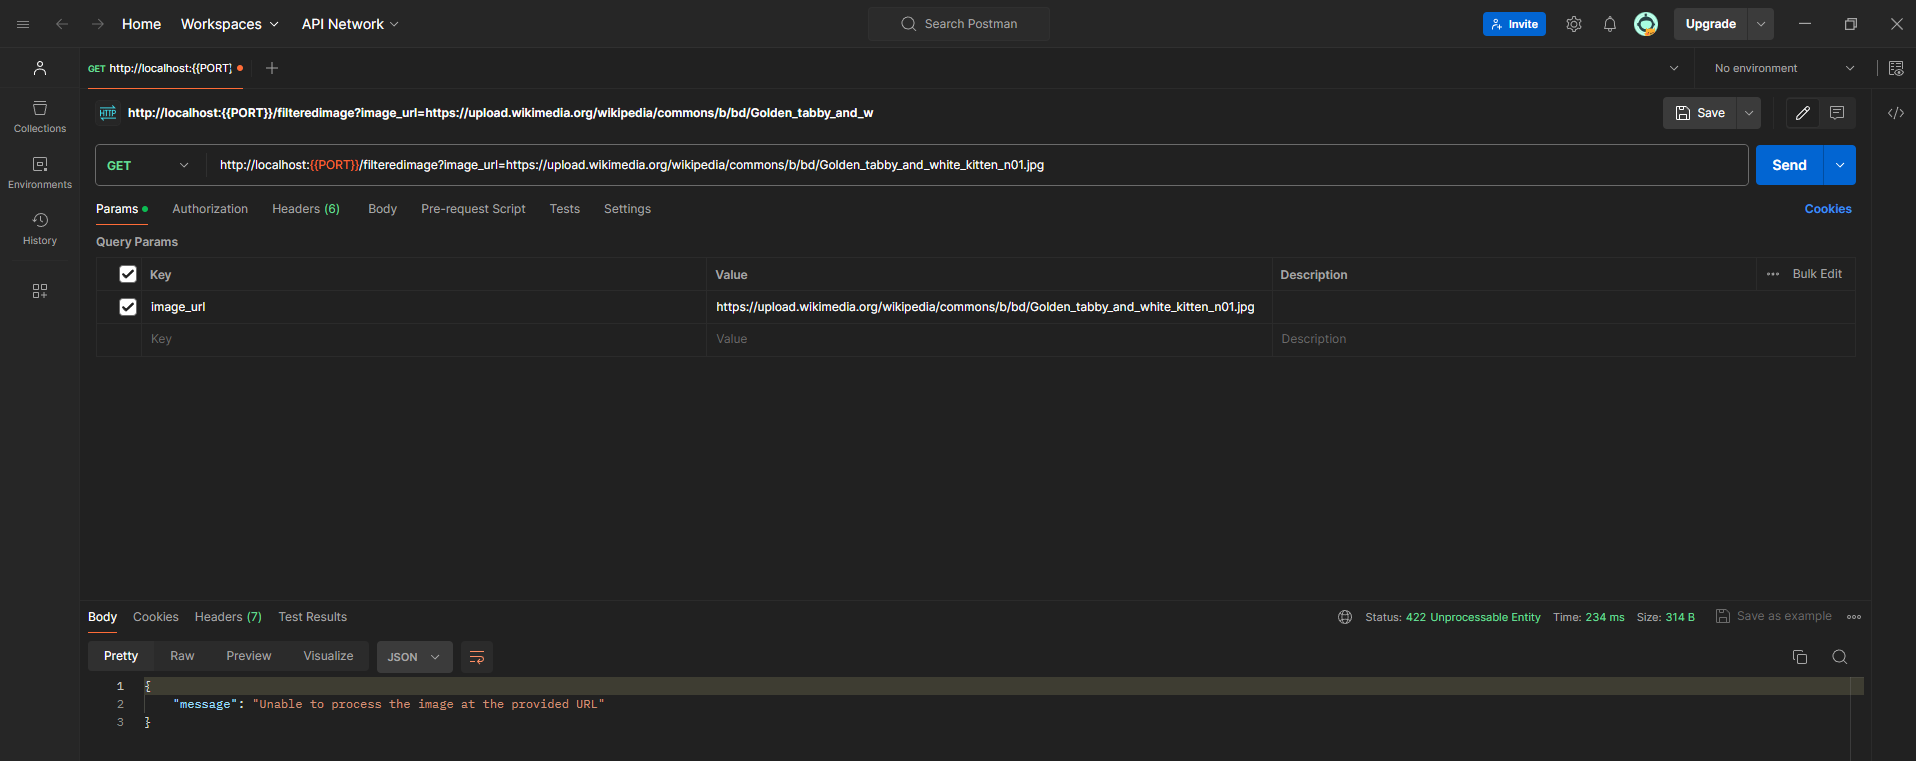 Home Workspaces API Network Search Postman Invite Upgrade
GET http://localhost:{{PORT} No environment
HTTP http://localhost:{{PORT}}/filteredimage?image_url=https://upload.wikimedia.org/wikipedia/commons/b/bd/Golden_tabby_and_w Save
Collections
GET http://localhost:{{PORT}}/filteredimage?image_url=https://upload.wikimedia.org/wikipedia/commons/b/bd/Golden_tabby_and_white_kitten_n01.jpg Send
Environments
Params Authorization Headers (6) Body Pre-request Script Tests Settings Cookies
History
Query Params
Key Value Description Bulk Edit
image_url https://upload.wikimedia.org/wikipedia/commons/b/bd/Golden_tabby_and_white_kitten_n01.jpg
Key Value Description
Body Cookies Headers (7) Test Results Status: 422 Unprocessable Entity Time: 234 ms Size: 314 B Save as example
Pretty Raw Preview Visualize JSON
1 {
2 "message": "Unable to process the image at the provided URL"
3 }